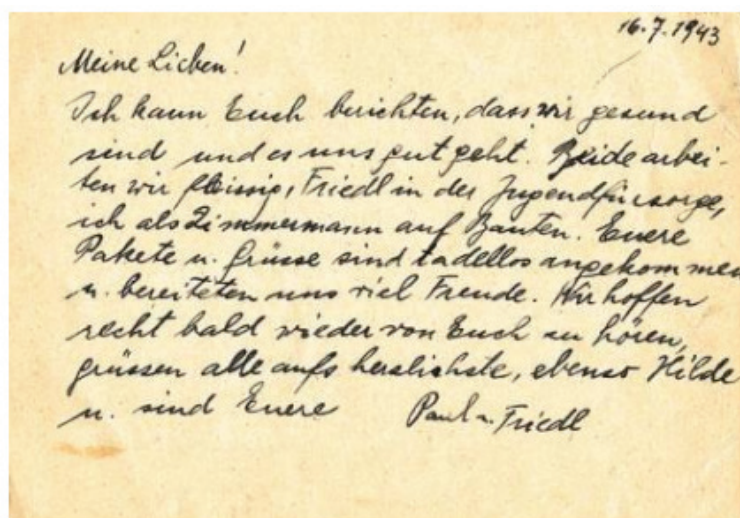 16.7.1943
Meine Lieben!
Ich kann Euch berichten, dass wir gesund
sind und es uns gut geht. Beide arbei-
ten wir fleissig, Friedl in der Jugendfürsorge,
ich als Zimmermann auf Bauten. Euere
Pakete u. Grüsse sind tadellos angekommen
u. bereiteten uns viel Freude. Wir hoffen
recht bald wieder von Euch zu hören,
grüssen alle aufs herzlichste, ebenso Hilde
u. sind Euere Paul u. Friedl